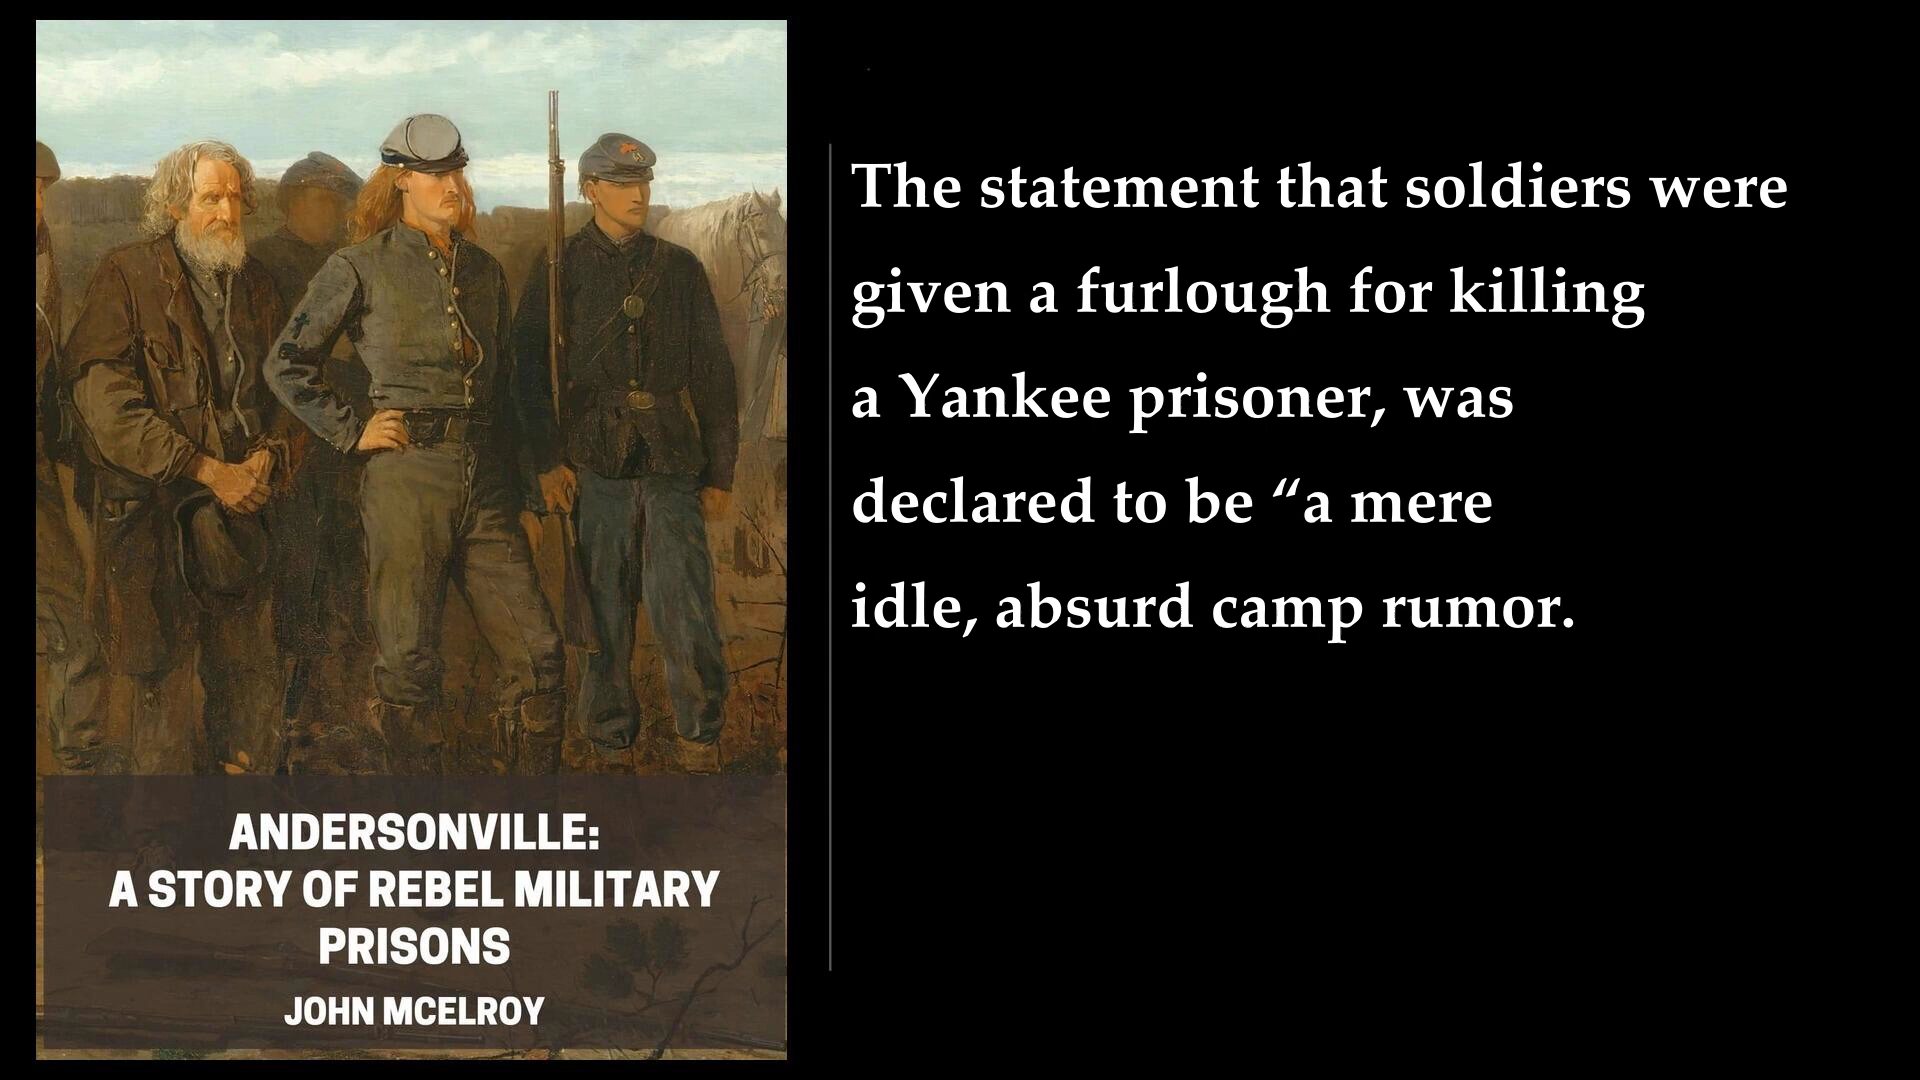 The statement that soldiers were
given a furlough for killing
a Yankee prisoner, was
declared to be “a mere
idle, absurd camp rumor.
ANDERSONVILLE:
A STORY OF REBEL MILITARY
PRISONS
JOHN MCELROY